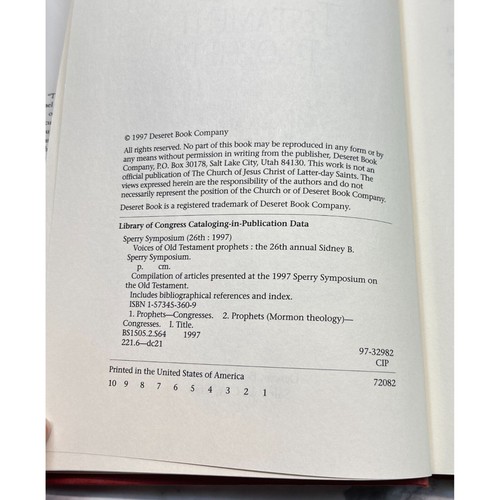 © 1997 Deseret Book Company
All rights reserved. No part of this book may be reproduced in any form or by
any means without permission in writing from the publisher, Deseret Book
Company, P.O. Box 30178, Salt Lake City, Utah 84130. This work is not an
official publication of The Church of Jesus Christ of Latter-day Saints. The
views expressed herein are the responsibility of the authors and do not
necessarily represent the position of the Church or of Deseret Book Company.
Deseret Book is a registered trademark of Deseret Book Company.
Library of Congress Cataloging-in-Publication Data
Sperry Symposium (26th : 1997)
Voices of Old Testament prophets : the 26th annual Sidney B.
Sperry Symposium.
p. cm.
Compilation of articles presented at the 1997 Sperry Symposium on
the Old Testament.
Includes bibliographical references and index.
ISBN 1-57345-360-9
1. Prophets—Congresses. 2. Prophets (Mormon theology)—
Congresses. I. Title.
BS1505.2.S64 1997
221.6—dc21
97-32982
CIP
Printed in the United States of America
72082
10 9 8 7 6 5 4 3 2 1